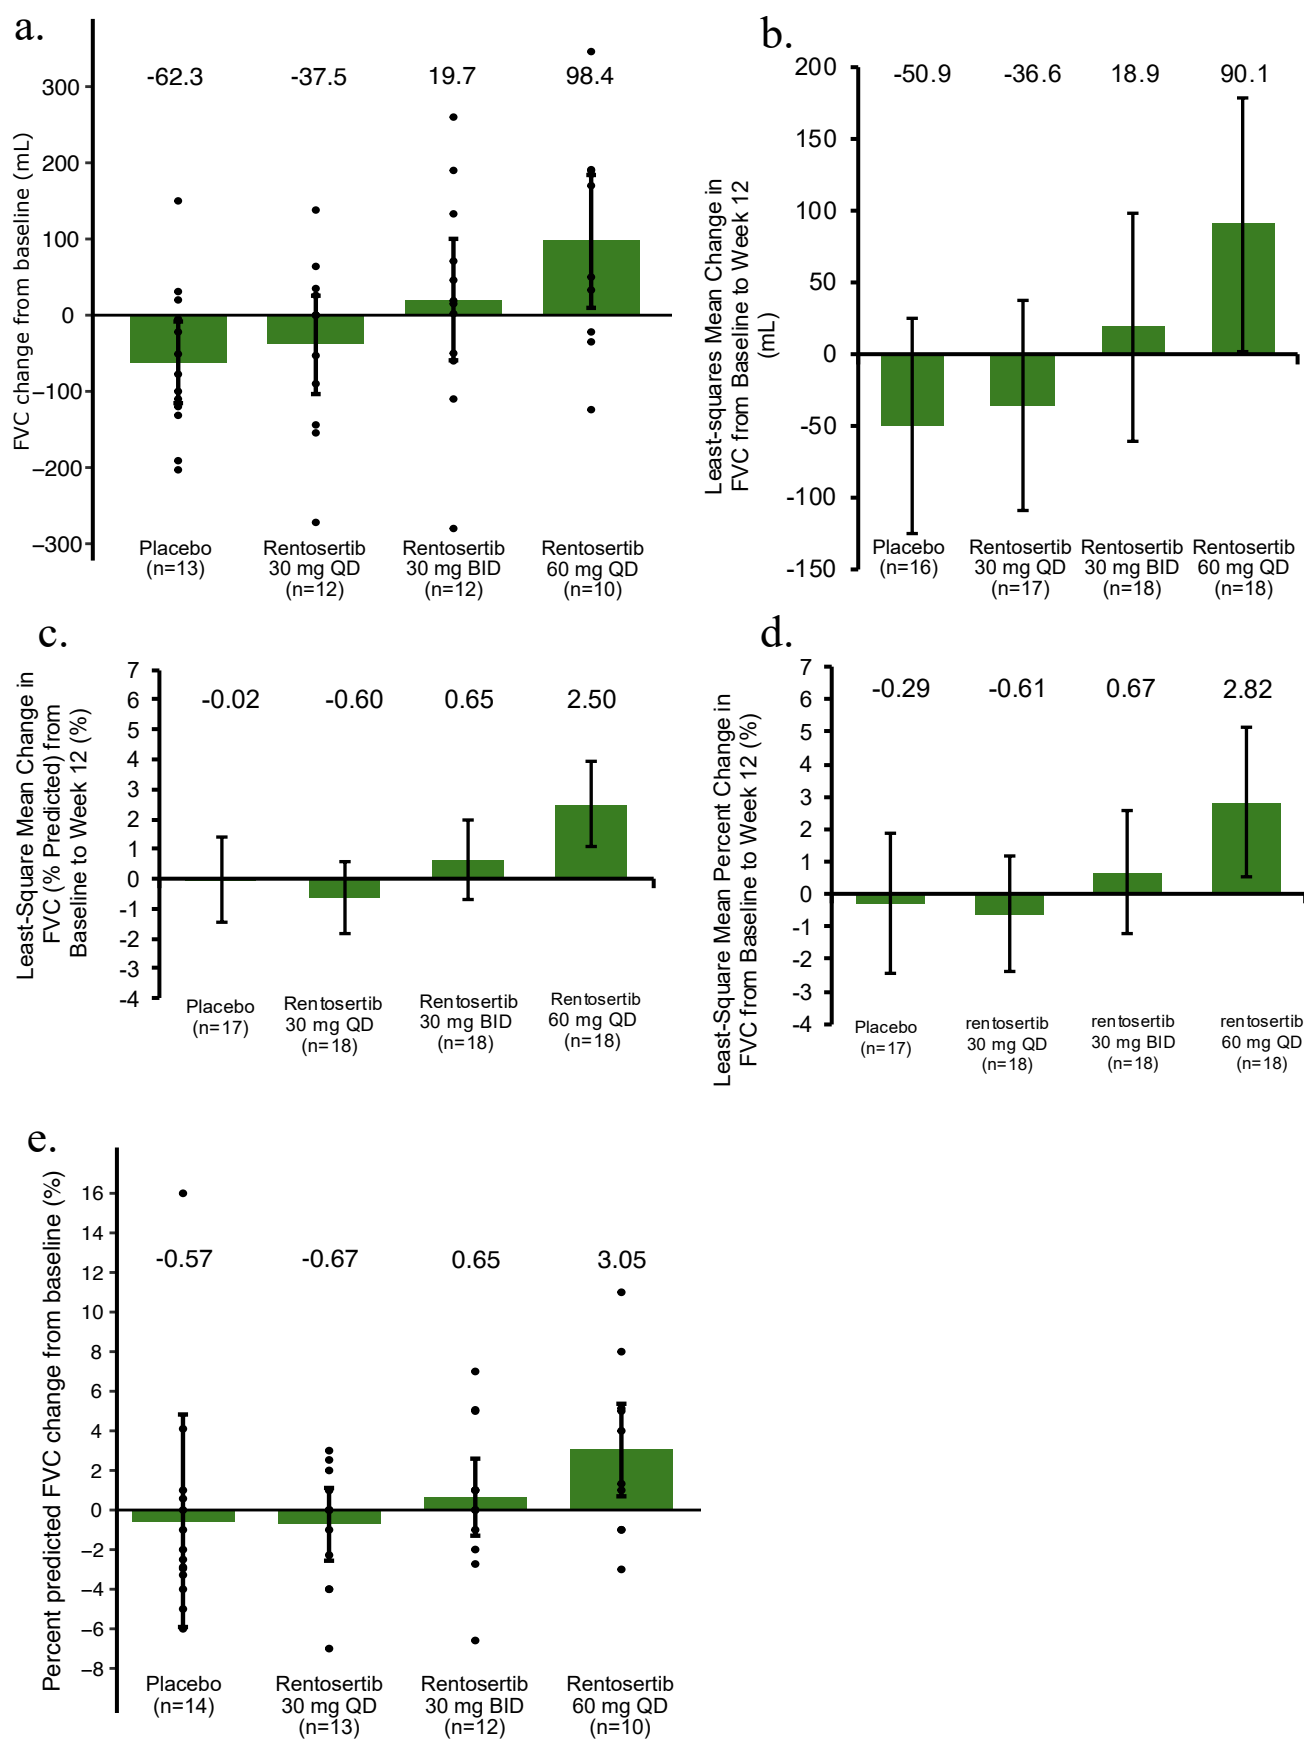 a.
FVC change from baseline (mL)
-62.3 -37.5 19.7 98.4
300
200
100
0
−100
−200
−300
Placebo
(n=13)
Rentosertib
30 mg QD
(n=12)
Rentosertib
30 mg BID
(n=12)
Rentosertib
60 mg QD
(n=10)
b.
Least-squares Mean Change in
FVC from Baseline to Week 12
(mL)
-50.9 -36.6 18.9 90.1
200
150
100
50
0
-50
-100
-150
Placebo
(n=16)
Rentosertib
30 mg QD
(n=17)
Rentosertib
30 mg BID
(n=18)
Rentosertib
60 mg QD
(n=18)
c.
Least-Square Mean Change in
FVC (% Predicted) from
Baseline to Week 12 (%)
-0.02 -0.60 0.65 2.50
7
6
5
4
3
2
1
0
-1
-2
-3
-4
Placebo
(n=17)
Rentosertib
30 mg QD
(n=18)
Rentosertib
30 mg BID
(n=18)
Rentosertib
60 mg QD
(n=18)
d.
Least-Square Mean Percent Change in
FVC from Baseline to Week 12 (%)
-0.29 -0.61 0.67 2.82
7
6
5
4
3
2
1
0
-1
-2
-3
-4
Placebo
(n=17)
rentosertib
30 mg QD
(n=18)
rentosertib
30 mg BID
(n=18)
rentosertib
60 mg QD
(n=18)
e.
Percent predicted FVC change from baseline (%)
-0.57 -0.67 0.65 3.05
16
14
12
10
8
6
4
2
0
−2
−4
−6
−8
Placebo
(n=14)
Rentosertib
30 mg QD
(n=13)
Rentosertib
30 mg BID
(n=12)
Rentosertib
60 mg QD
(n=10)